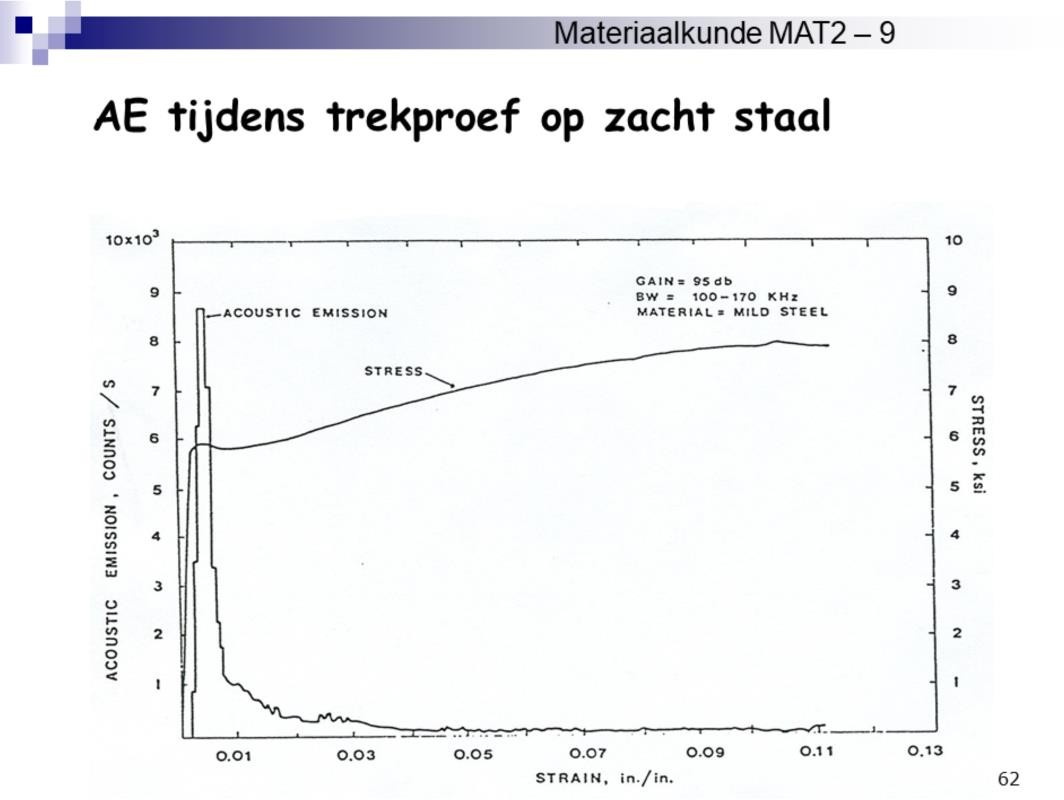 Materiaalkunde MAT2 – 9
AE tijdens trekproef op zacht staal
10x10³
9
8
7
6
5
4
3
2
1
ACOUSTIC EMISSION, COUNTS / S
ACOUSTIC EMISSION
STRESS
GAIN = 95 db
BW = 100-170 KHz
MATERIAL = MILD STEEL
10
9
8
7
6
5
4
3
2
1
STRESS, ksi
0.01 0.03 0.05 0.07 0.09 0.11 0.13
STRAIN, in./in.
62